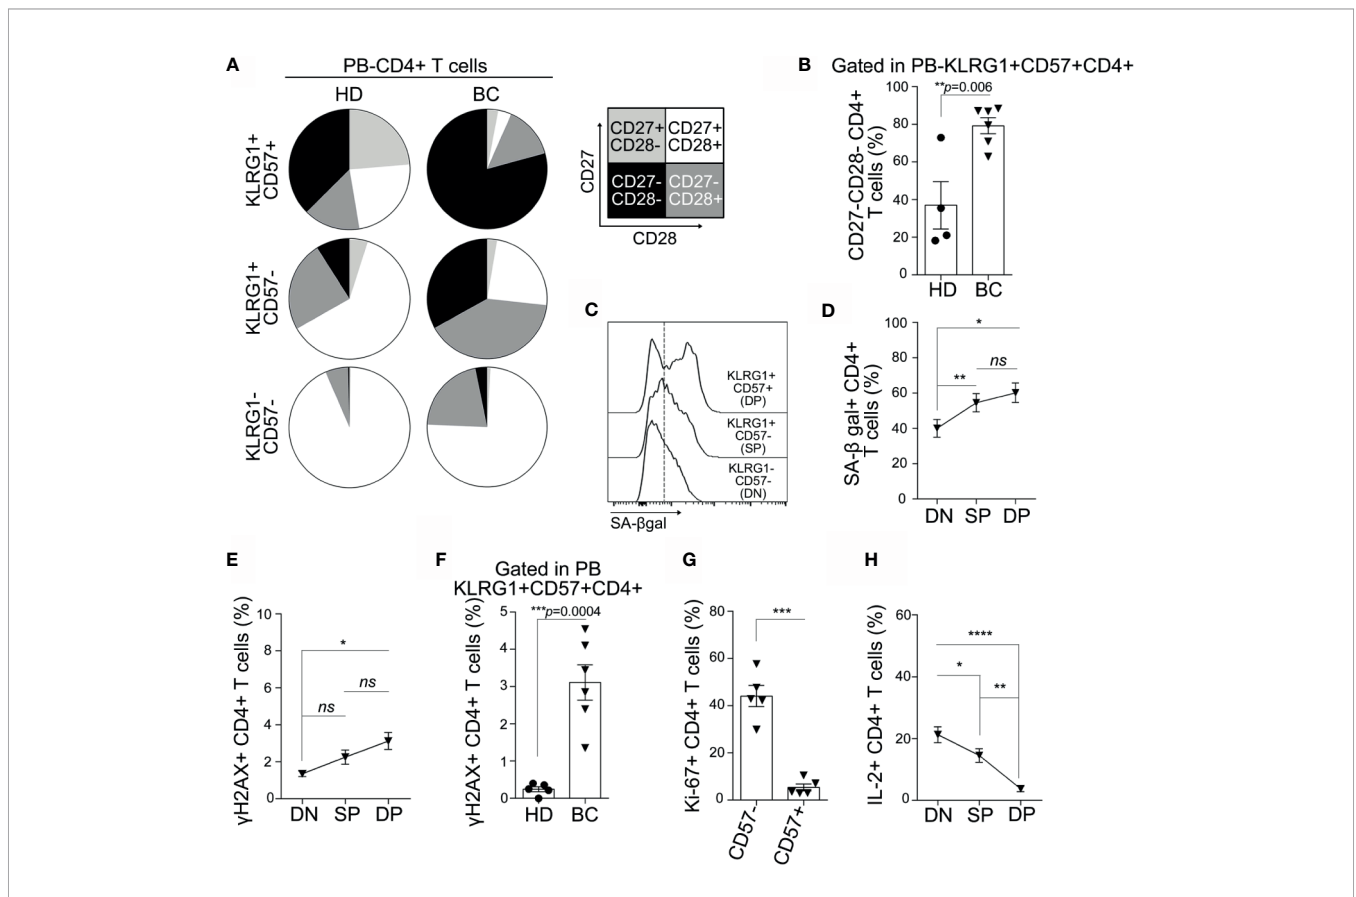 A
PB-CD4+ T cells
HD
BC
KLRG1+
CD57+
KLRG1+
CD57-
KLRG1-
CD57-
CD27
CD27+
CD28-
CD27+
CD28+
CD27-
CD28-
CD27-
CD28+
CD28
B
Gated in PB-KLRG1+CD57+CD4+
**p=0.006
CD27-CD28- CD4+
T cells (%)
100
80
60
40
20
0
HD
BC
C
KLRG1+
CD57+
(DP)
KLRG1+
CD57-
(SP)
KLRG1-
CD57-
(DN)
SA-βgal
D
SA-β gal+ CD4+
T cells (%)
100
80
60
40
20
0
*
**
ns
DN
SP
DP
E
γH2AX+ CD4+ T cells (%)
10
8
6
4
2
0
*
ns
ns
DN
SP
DP
F
Gated in PB
KLRG1+CD57+CD4+
***p=0.0004
γH2AX+ CD4+ T cells (%)
5
4
3
2
1
0
HD
BC
G
Ki-67+ CD4+ T cells (%)
80
60
40
20
0
***
CD57-
CD57+
H
IL-2+ CD4+ T cells (%)
60
40
20
0
****
*
**
DN
SP
DP